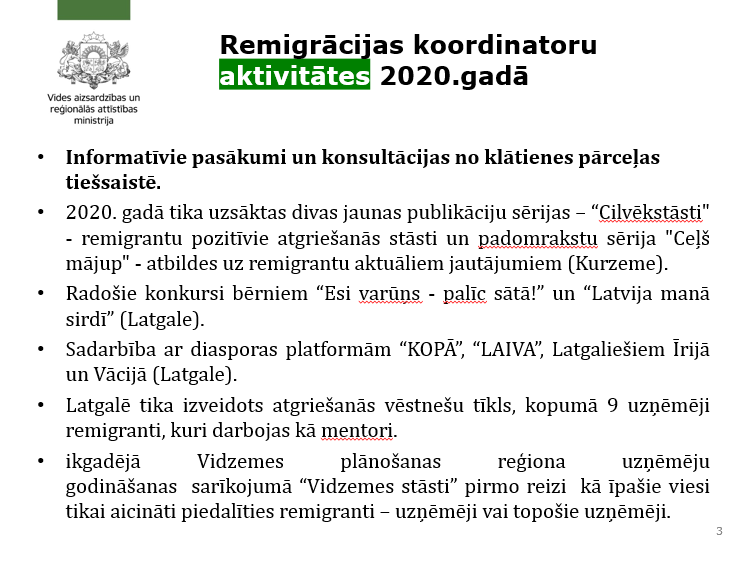 Remigrācijas koordinatoru
aktivitātes 2020.gadā
Vides aizsardzības un
reģionālās attīstības
ministrija
• Informatīvie pasākumi un konsultācijas no klātienes pārceļas
tiešsaistē.
• 2020. gadā tika uzsāktas divas jaunas publikāciju sērijas – “Cilvēkstāsti"
- remigrantu pozitīvie atgriešanās stāsti un padomrakstu sērija "Ceļš
mājup" - atbildes uz remigrantu aktuāliem jautājumiem (Kurzeme).
• Radošie konkursi bērniem “Esi varūņs - palīc sātā!” un “Latvija manā
sirdī” (Latgale).
• Sadarbība ar diasporas platformām “KOPĀ”, “LAIVA”, Latgaliešiem Īrijā
un Vācijā (Latgale).
• Latgalē tika izveidots atgriešanās vēstnešu tīkls, kopumā 9 uzņēmēji
remigranti, kuri darbojas kā mentori.
• ikgadējā Vidzemes plānošanas reģiona uzņēmēju
godināšanas sarīkojumā “Vidzemes stāsti” pirmo reizi kā īpašie viesi
tikai aicināti piedalīties remigranti – uzņēmēji vai topošie uzņēmēji.
3